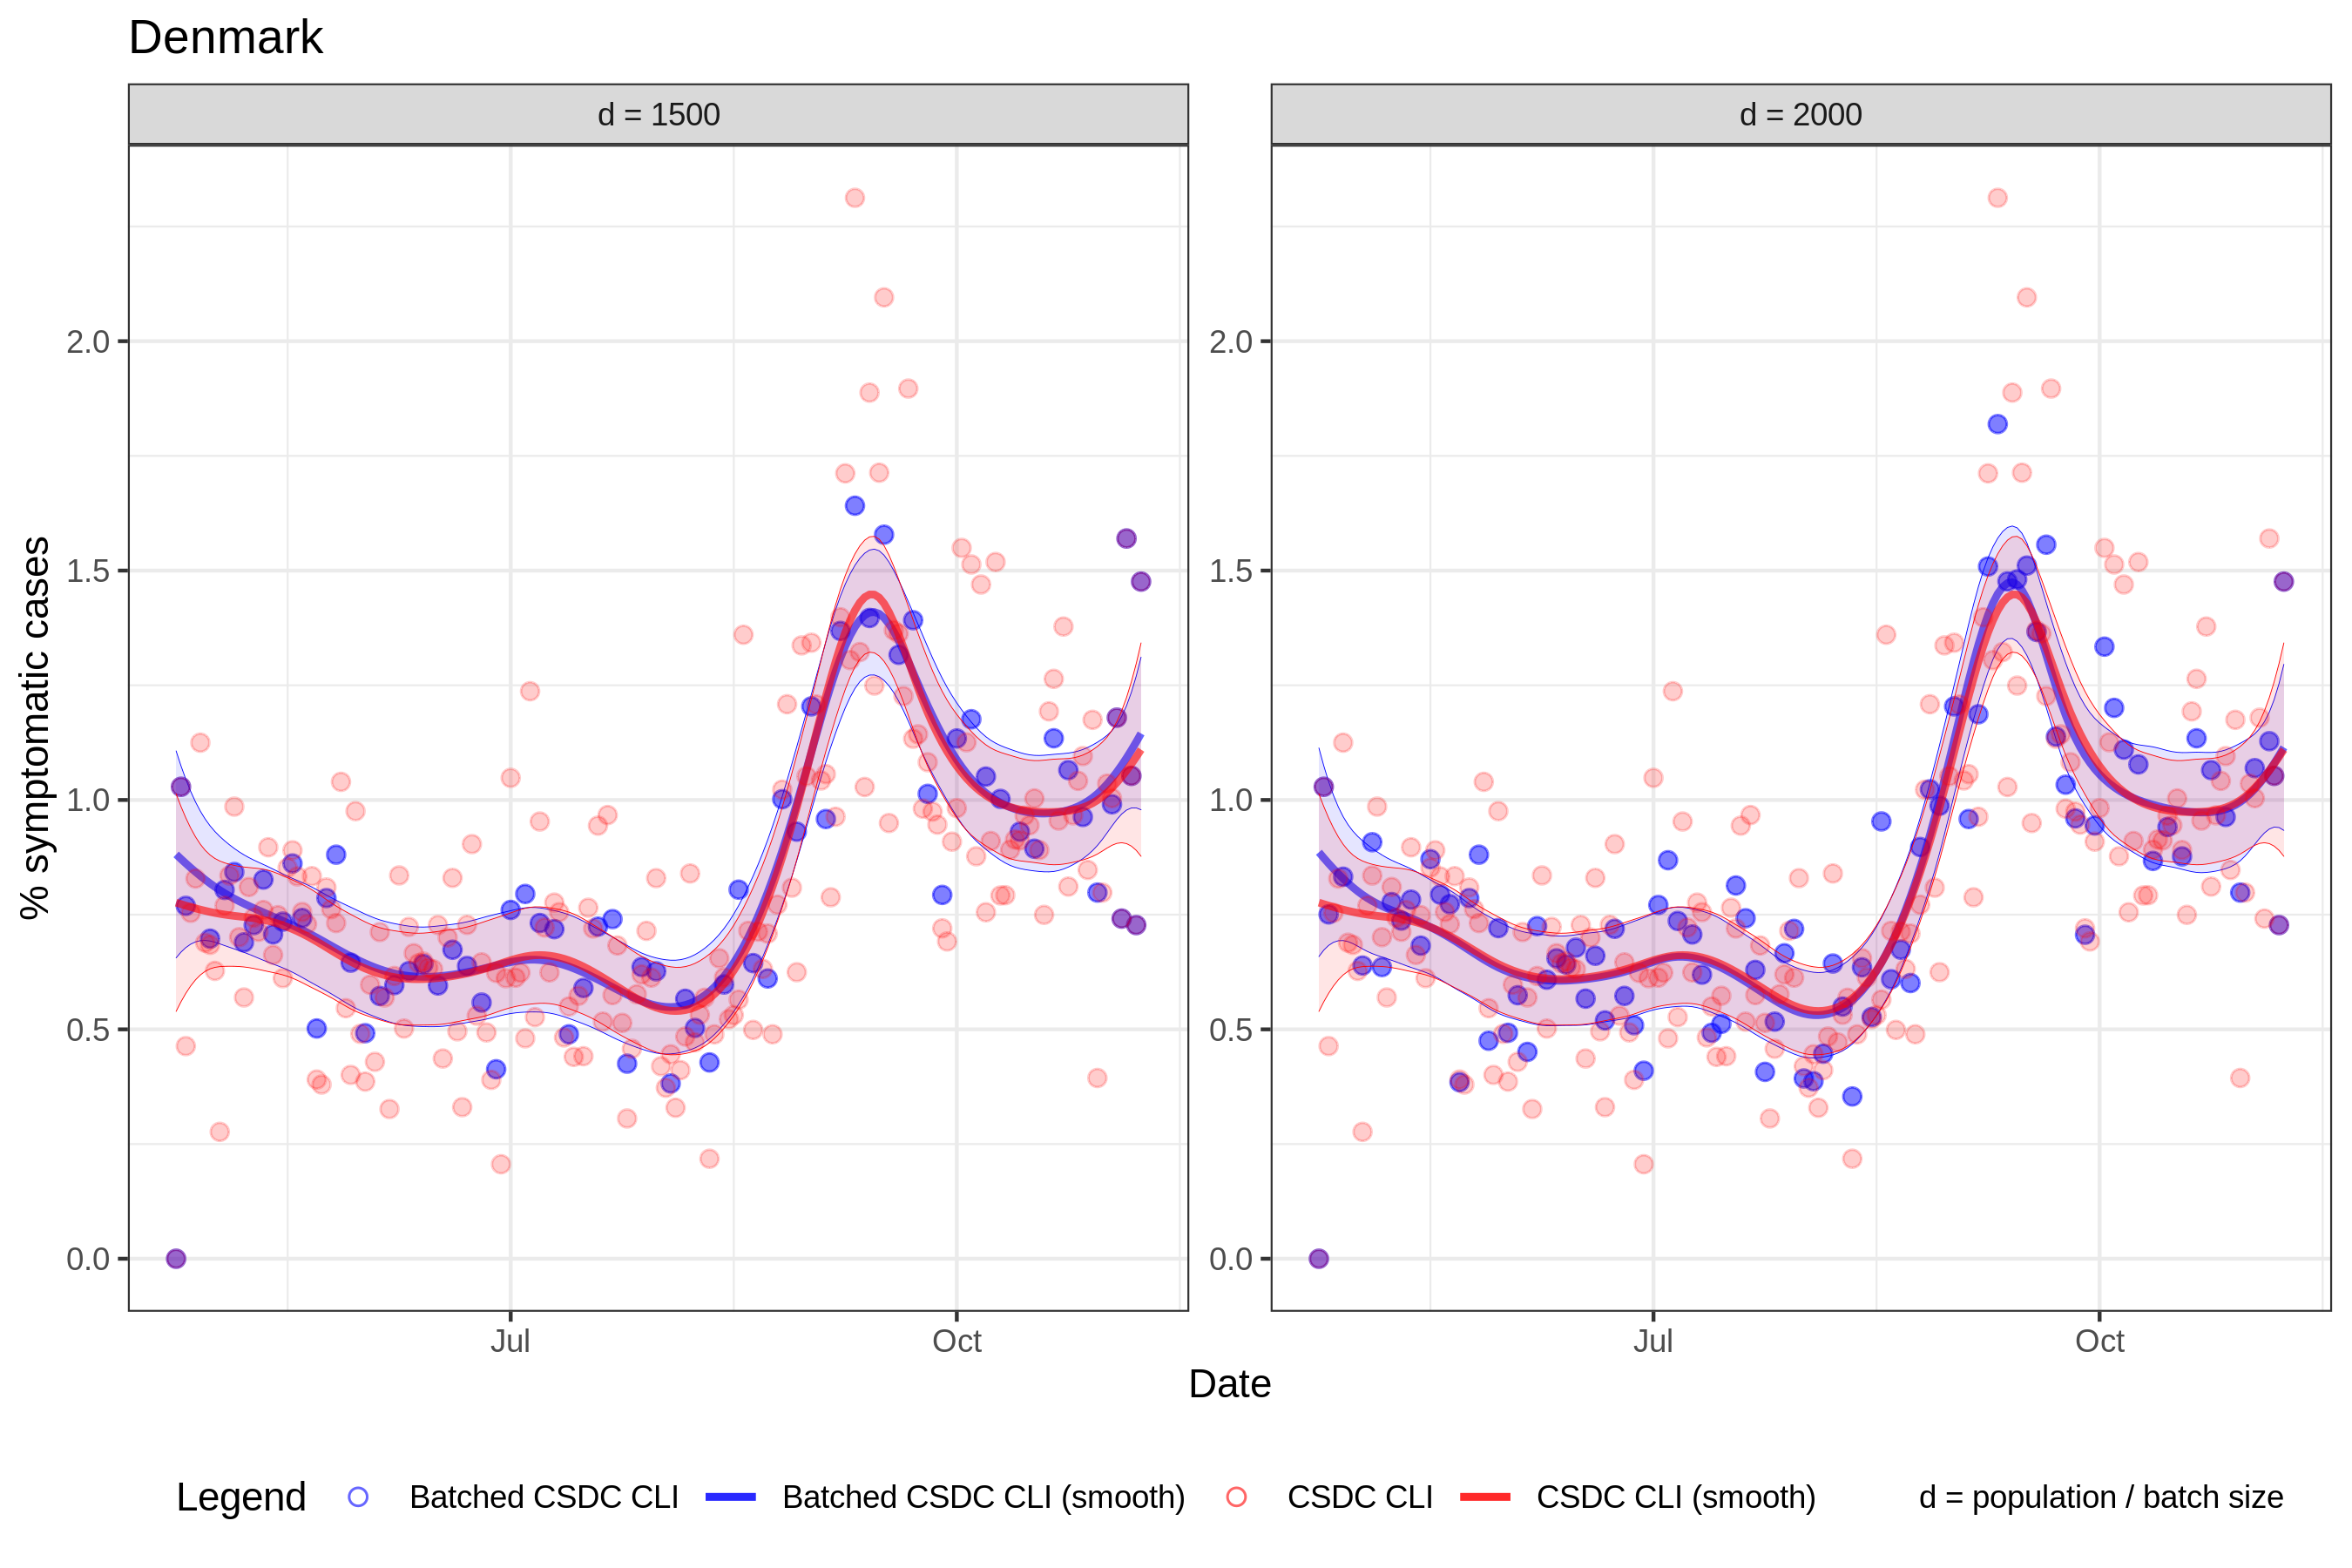 Denmark
d = 1500
d = 2000
% symptomatic cases
2.0
1.5
1.0
0.5
0.0
2.0
1.5
1.0
0.5
0.0
Jul
Oct
Jul
Oct
Date
Legend
Batched CSDC CLI
Batched CSDC CLI (smooth)
CSDC CLI
CSDC CLI (smooth)
d = population / batch size